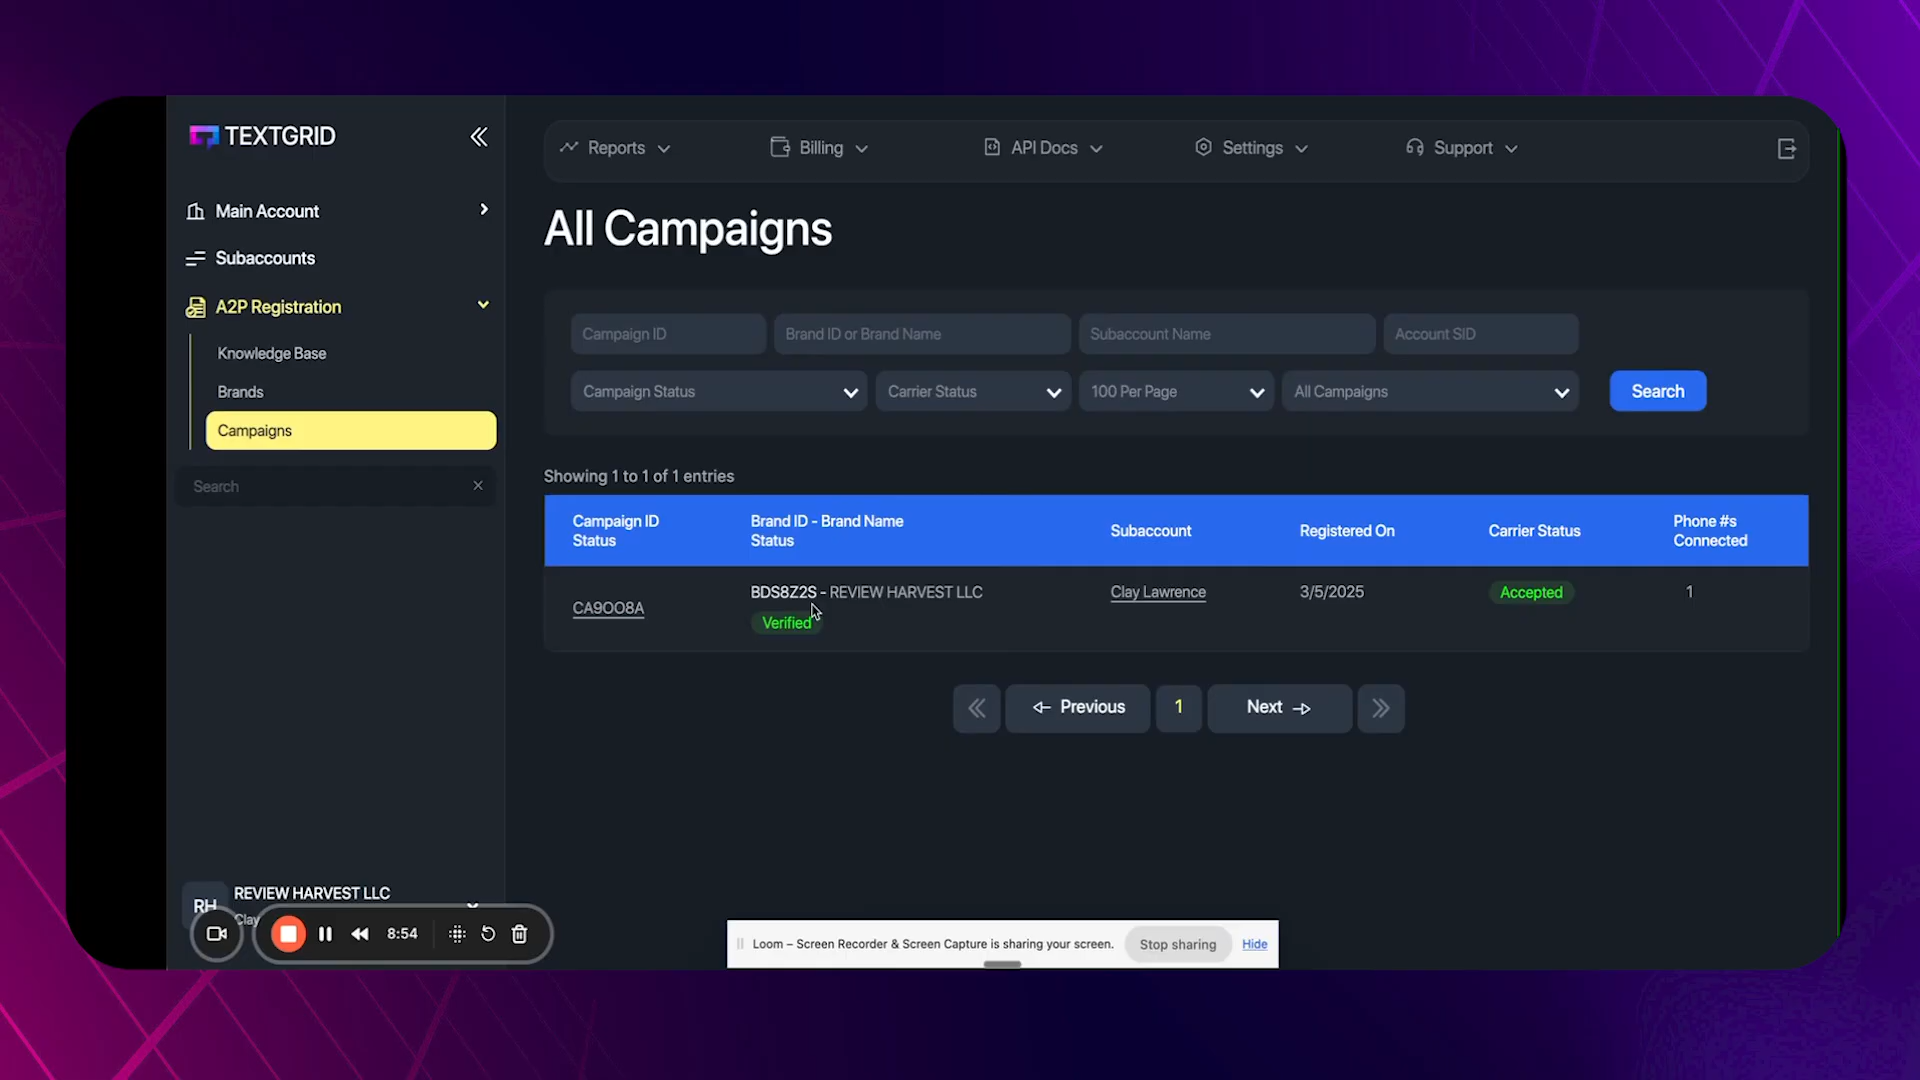 TEXTGRID
Main Account
Subaccounts
A2P Registration
Knowledge Base
Brands
Campaigns
Search
Reports
Billing
API Docs
Settings
Support
All Campaigns
Campaign ID
Brand ID or Brand Name
Subaccount Name
Account SID
Campaign Status
Carrier Status
100 Per Page
All Campaigns
Search
Showing 1 to 1 of 1 entries
Campaign ID
Status
Brand ID - Brand Name
Status
Subaccount
Registered On
Carrier Status
Phone #s
Connected
CA9OO8A
BDS8Z2S - REVIEW HARVEST LLC
Verified
Clay Lawrence
3/5/2025
Accepted
1
Previous
1
Next
RH
REVIEW HARVEST LLC
Clay
8:54
Loom – Screen Recorder & Screen Capture is sharing your screen.
Stop sharing
Hide